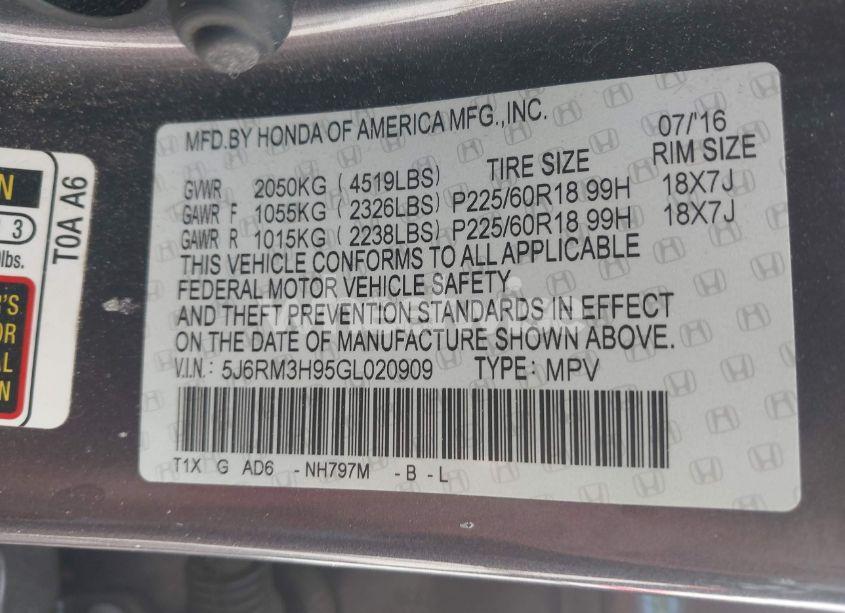 MFD.BY HONDA OF AMERICA MFG.,INC. 07/'16
TIRE SIZE RIM SIZE
GVWR 2050KG (4519LBS)
GAWR F 1055KG (2326LBS) P225/60R18 99H 18X7J
GAWR R 1015KG (2238LBS) P225/60R18 99H 18X7J
THIS VEHICLE CONFORMS TO ALL APPLICABLE
FEDERAL MOTOR VEHICLE SAFETY
AND THEFT PREVENTION STANDARDS IN EFFECT
ON THE DATE OF MANUFACTURE SHOWN ABOVE.
V.I.N.: 5J6RM3H95GL020909 TYPE: MPV
T1X G AD6 -NH797M -B -L
T0A A6
N
3
lbs.